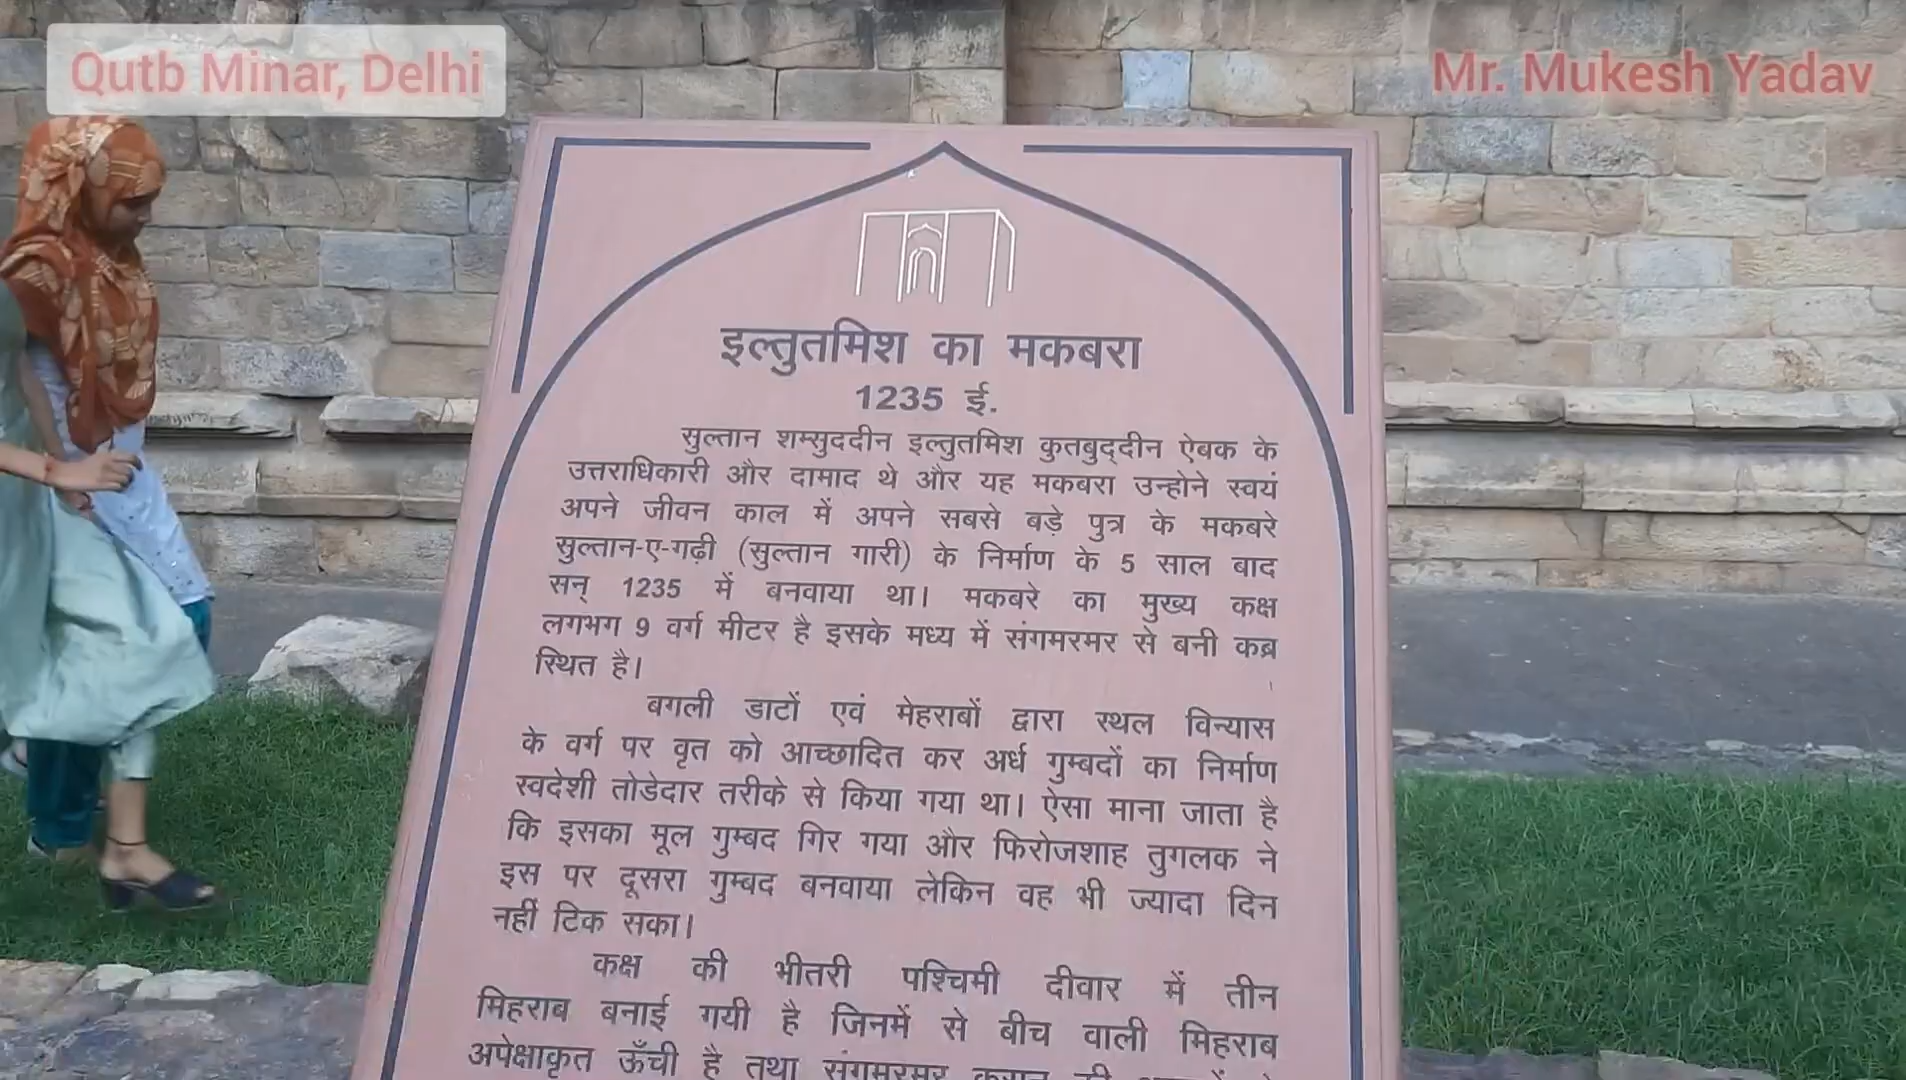 Qutb Minar, Delhi
Mr. Mukesh Yadav
इल्तुतमिश का मकबरा
1235 ई.
सुल्तान शम्सुददीन इल्तुतमिश कुतबुद्दीन ऐबक के
उत्तराधिकारी और दामाद थे और यह मकबरा उन्होने स्वयं
अपने जीवन काल में अपने सबसे बड़े पुत्र के मकबरे
सुल्तान-ए-गढ़ी (सुल्तान गारी) के निर्माण के 5 साल बाद
सन् 1235 में बनवाया था। मकबरे का मुख्य कक्ष
लगभग 9 वर्ग मीटर है इसके मध्य में संगमरमर से बनी कब्र
स्थित है।
बगली डाटों एवं मेहराबों द्वारा स्थल विन्यास
के वर्ग पर वृत को आच्छादित कर अर्ध गुम्बदों का निर्माण
स्वदेशी तोडेदार तरीके से किया गया था। ऐसा माना जाता है
कि इसका मूल गुम्बद गिर गया और फिरोजशाह तुगलक ने
इस पर दूसरा गुम्बद बनवाया लेकिन वह भी ज्यादा दिन
नहीं टिक सका।
कक्ष की भीतरी पश्चिमी दीवार में तीन
मिहराब बनाई गयी है जिनमें से बीच वाली मिहराब
अपेक्षाकृत ऊँची है तथा संगमरमर